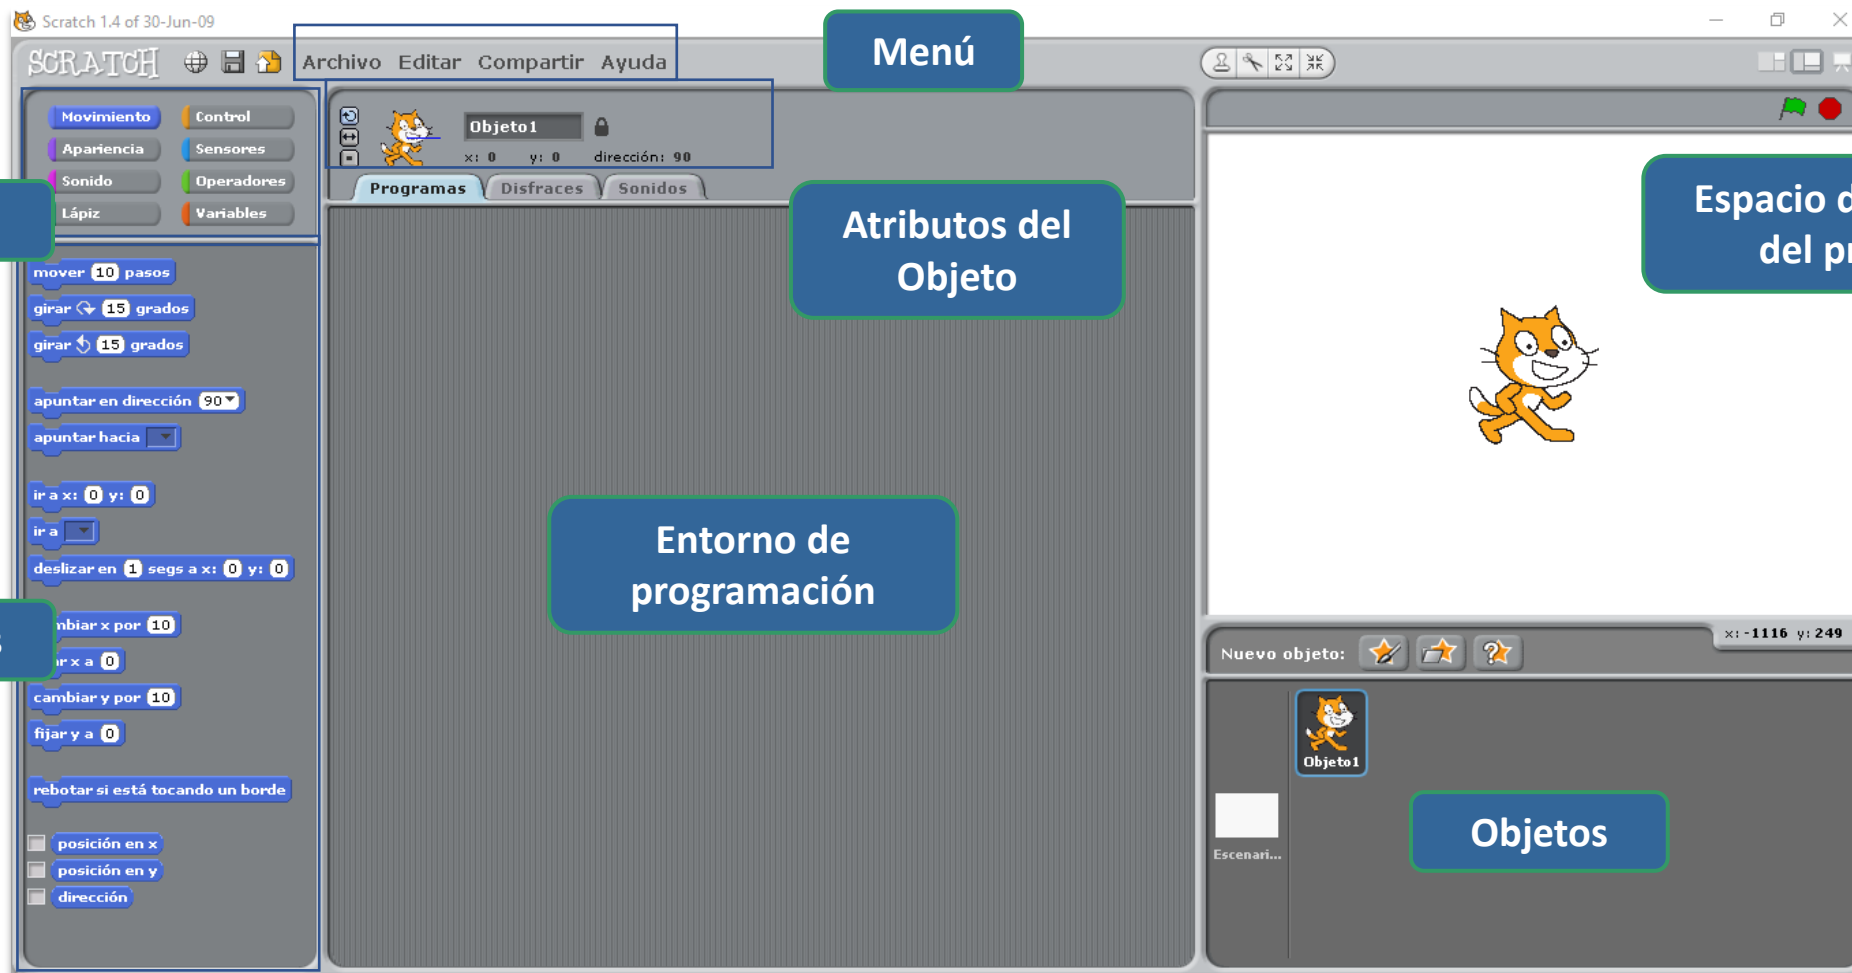 Scratch 1.4 of 30-Jun-09
SCRATCH
Archivo Editar Compartir Ayuda
Menú
Movimiento Control
Apariencia Sensores
Sonido Operadores
Lápiz Variables
Objeto1
x: 0 y: 0 dirección: 90
Programas Disfraces Sonidos
Atributos del
Objeto
Espacio
del
mover 10 pasos
girar 15 grados
girar 15 grados
apuntar en dirección 90
apuntar hacia
ir a x: 0 y: 0
ir a
deslizar en 1 segs a x: 0 y: 0
x por 10
x a 0
cambiar y por 10
fijar y a 0
rebotar si está tocando un borde
posición en x
posición en y
dirección
Entorno de
programación
x: -1116 y: 249
Nuevo objeto:
Objeto1
Escenari...
Objetos